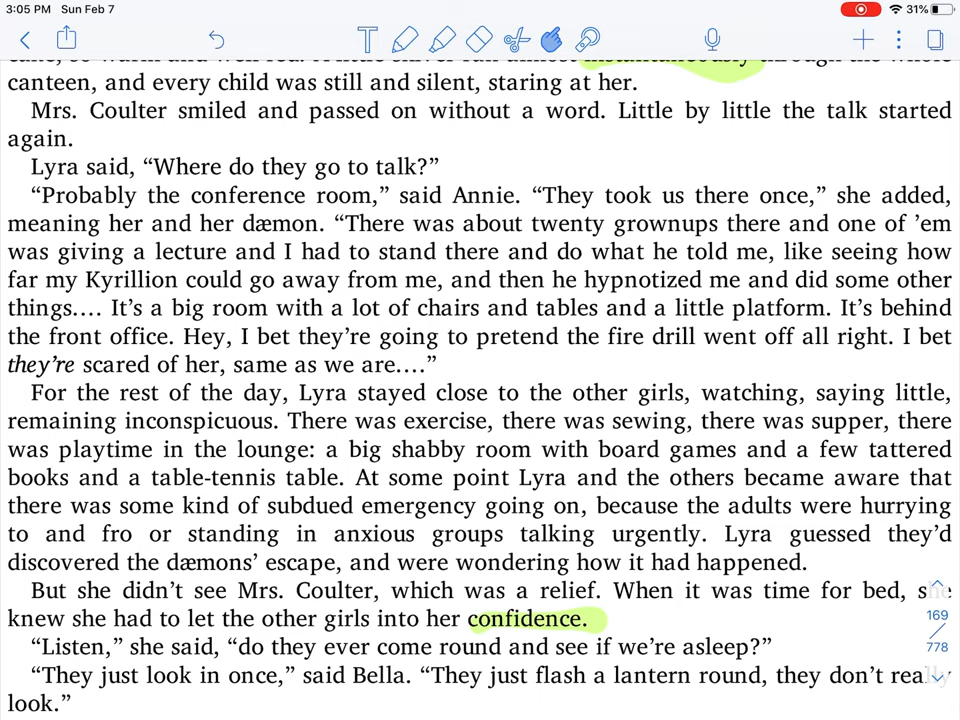 3:05 PM Sun Feb 7
31%
T
canteen, and every child was still and silent, staring at her.
Mrs. Coulter smiled and passed on without a word. Little by little the talk started
again.
Lyra said, “Where do they go to talk?”
“Probably the conference room,” said Annie. “They took us there once,” she added,
meaning her and her dæmon. “There was about twenty grownups there and one of ’em
was giving a lecture and I had to stand there and do what he told me, like seeing how
far my Kyrillion could go away from me, and then he hypnotized me and did some other
things.... It’s a big room with a lot of chairs and tables and a little platform. It’s behind
the front office. Hey, I bet they’re going to pretend the fire drill went off all right. I bet
they’re scared of her, same as we are....”
For the rest of the day, Lyra stayed close to the other girls, watching, saying little,
remaining inconspicuous. There was exercise, there was sewing, there was supper, there
was playtime in the lounge: a big shabby room with board games and a few tattered
books and a table-tennis table. At some point Lyra and the others became aware that
there was some kind of subdued emergency going on, because the adults were hurrying
to and fro or standing in anxious groups talking urgently. Lyra guessed they’d
discovered the dæmons’ escape, and were wondering how it had happened.
But she didn’t see Mrs. Coulter, which was a relief. When it was time for bed, she
knew she had to let the other girls into her confidence.
“Listen,” she said, “do they ever come round and see if we’re asleep?”
“They just look in once,” said Bella. “They just flash a lantern round, they don’t really
look.”
169
778